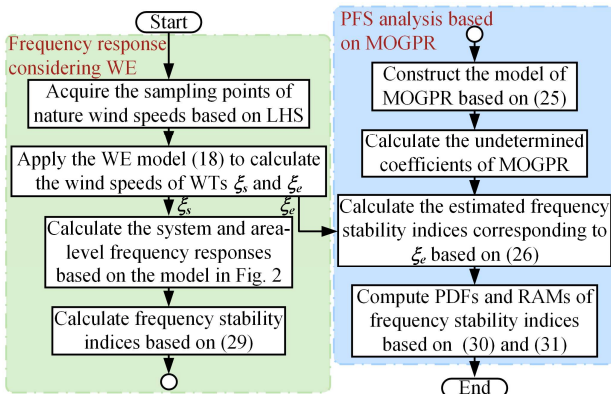 Start
Frequency response
considering WE
Acquire the sampling points of
nature wind speeds based on LHS
Apply the WE model (18) to calculate
the wind speeds of WTs ξs and ξe
ξs
ξe
Calculate the system and area-
level frequency responses
based on the model in Fig. 2
Calculate frequency stability
indices based on (29)
PFS analysis based
on MOGPR
Construct the model of
MOGPR based on (25)
Calculate the undetermined
coefficients of MOGPR
Calculate the estimated frequency
stability indices corresponding to
ξe based on (26)
Compute PDFs and RAMs of
frequency stability indices
based on (30) and (31)
End